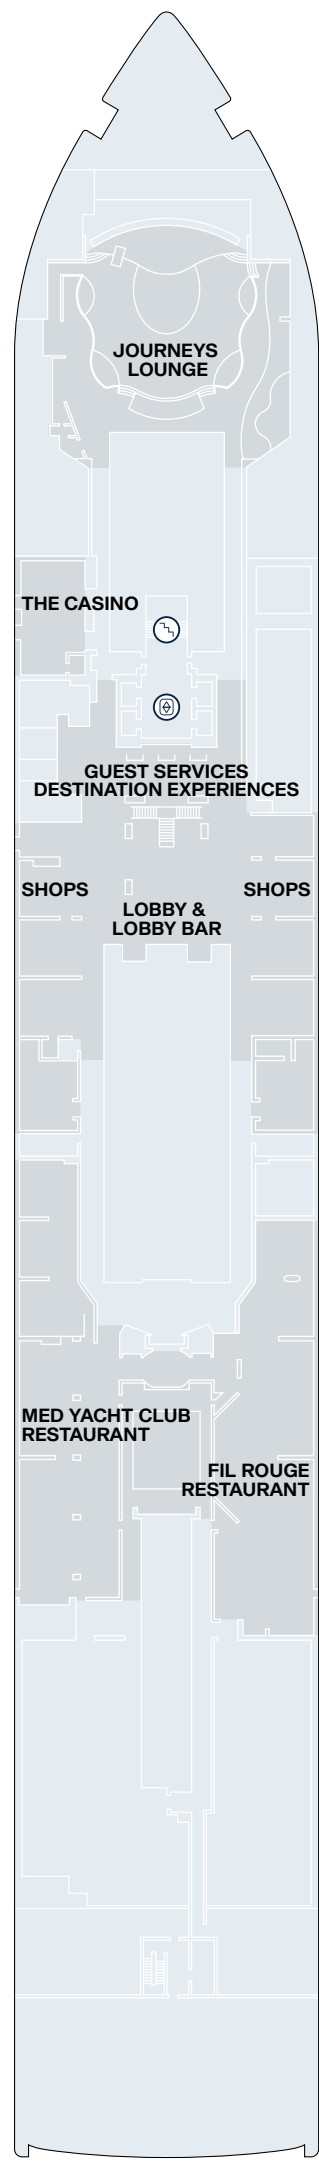 JOURNEYS
LOUNGE
THE CASINO
GUEST SERVICES
DESTINATION EXPERIENCES
SHOPS
SHOPS
LOBBY &
LOBBY BAR
MED YACHT CLUB
RESTAURANT
FIL ROUGE
RESTAURANT